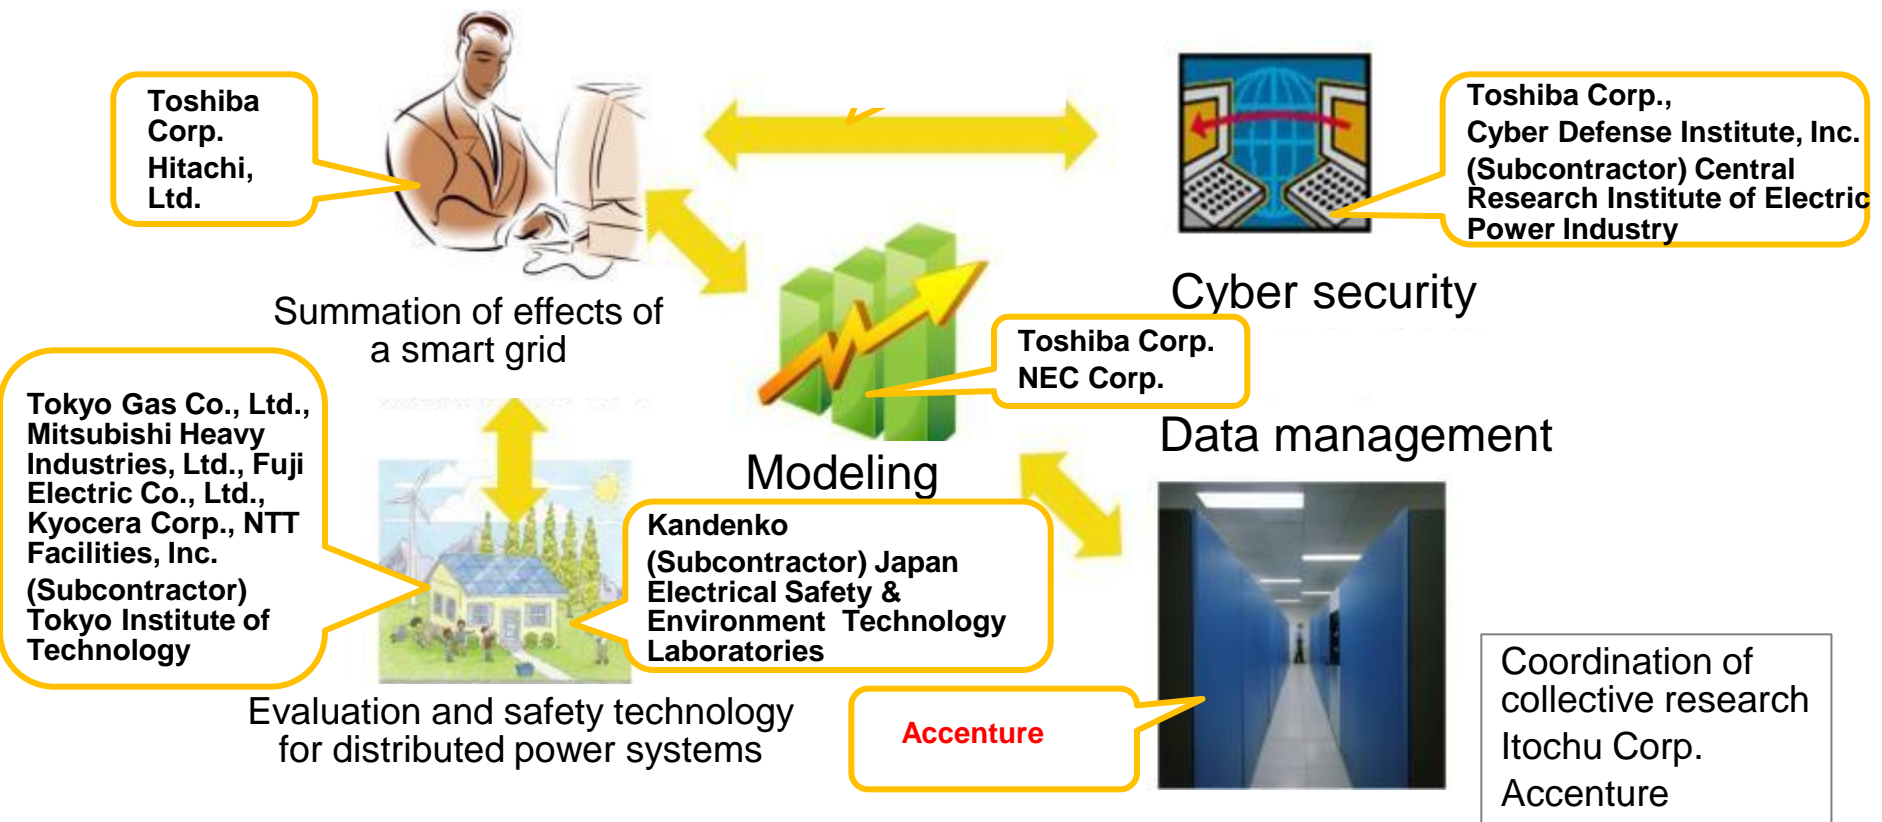 Toshiba
Corp.
Hitachi,
Ltd.
Toshiba Corp.,
Cyber Defense Institute, Inc.
(Subcontractor) Central
Research Institute of Electric
Power Industry
Summation of effects of
a smart grid
Cyber security
Toshiba Corp.
NEC Corp.
Tokyo Gas Co., Ltd.,
Mitsubishi Heavy
Industries, Ltd., Fuji
Electric Co., Ltd.,
Kyocera Corp., NTT
Facilities, Inc.
(Subcontractor)
Tokyo Institute of
Technology
Modeling
Data management
Kandenko
(Subcontractor) Japan
Electrical Safety &
Environment Technology
Laboratories
Evaluation and safety technology
for distributed power systems
Accenture
Coordination of
collective research
Itochu Corp.
Accenture